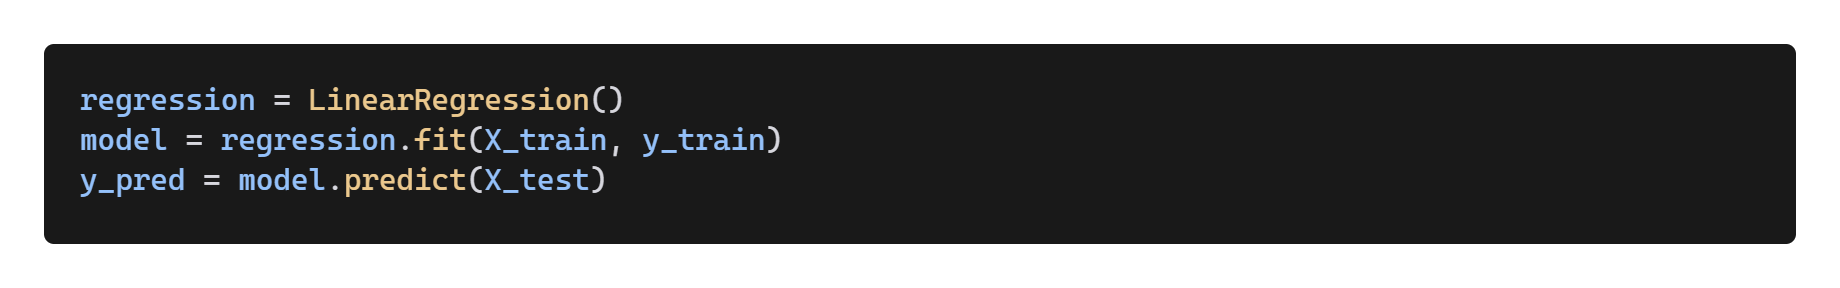 regression = LinearRegression()
model = regression.fit(X_train, y_train)
y_pred = model.predict(X_test)